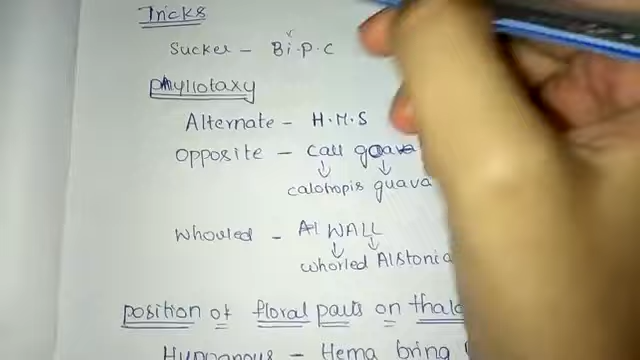 Tricks
Sucker - Bi.P.C
Phyllotaxy
Alternate - H.M.S
Opposite - Call guava
calotropis guava
Whorled - Al WALL
whorled Alstonia
position of floral parts on thala
Hypogynous - Hema bring